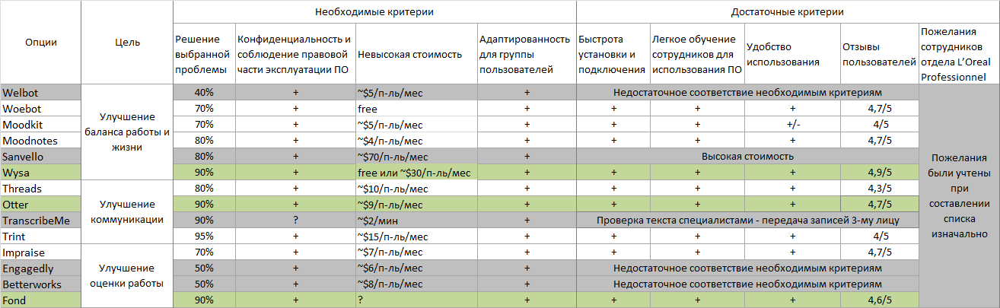 Необходимые критерии
Достаточные критерии
Опции
Цель
Решение
выбранной
проблемы
Конфиденциальность и
соблюдение правовой
части эксплуатации ПО
Невысокая стоимость
Адаптированность
для группы
пользователей
Быстрота
установки и
подключения
Легкое обучение
сотрудников для
использования ПО
Удобство
использования
Отзывы
пользователей
Пожелания
сотрудников
отдела L'Oreal
Professionnel
Welbot
Улучшение
баланса работы и
жизни
40%
+
~$5/п-ль/мес
+
Недостаточное соответствие необходимым критериям
Пожелания
были учтены
при
составлении
списка
изначально
Woebot
70%
+
free
+
+
+
+
4,7/5
Moodkit
70%
+
~$5/п-ль/мес
+
+
+
+/-
4/5
Moodnotes
80%
+
~$4/п-ль/мес
+
+
+
+
4,7/5
Sanvello
80%
+
~$70/п-ль/мес
+
Высокая стоимость
Wysa
90%
+
free или ~$30/п-ль/мес
+
+
+
+
4,9/5
Threads
Улучшение
коммуникации
80%
+
~$10/п-ль/мес
+
+
+
+
4,3/5
Otter
90%
+
~$9/п-ль/мес
+
+
+
+
4,7/5
TranscribeMe
90%
?
~$2/мин
+
Проверка текста специалистами - передача записей 3-му лицу
Trint
95%
+
~$15/п-ль/мес
+
+
+
+
4/5
Impraise
Улучшение
оценки работы
70%
+
~$7/п-ль/мес
+
+
+
+
4,7/5
Engagedly
50%
+
~$6/п-ль/мес
+
Недостаточное соответствие необходимым критериям
Betterworks
50%
+
~$8/п-ль/мес
+
Недостаточное соответствие необходимым критериям
Fond
90%
+
?
+
+
+
+
4,6/5